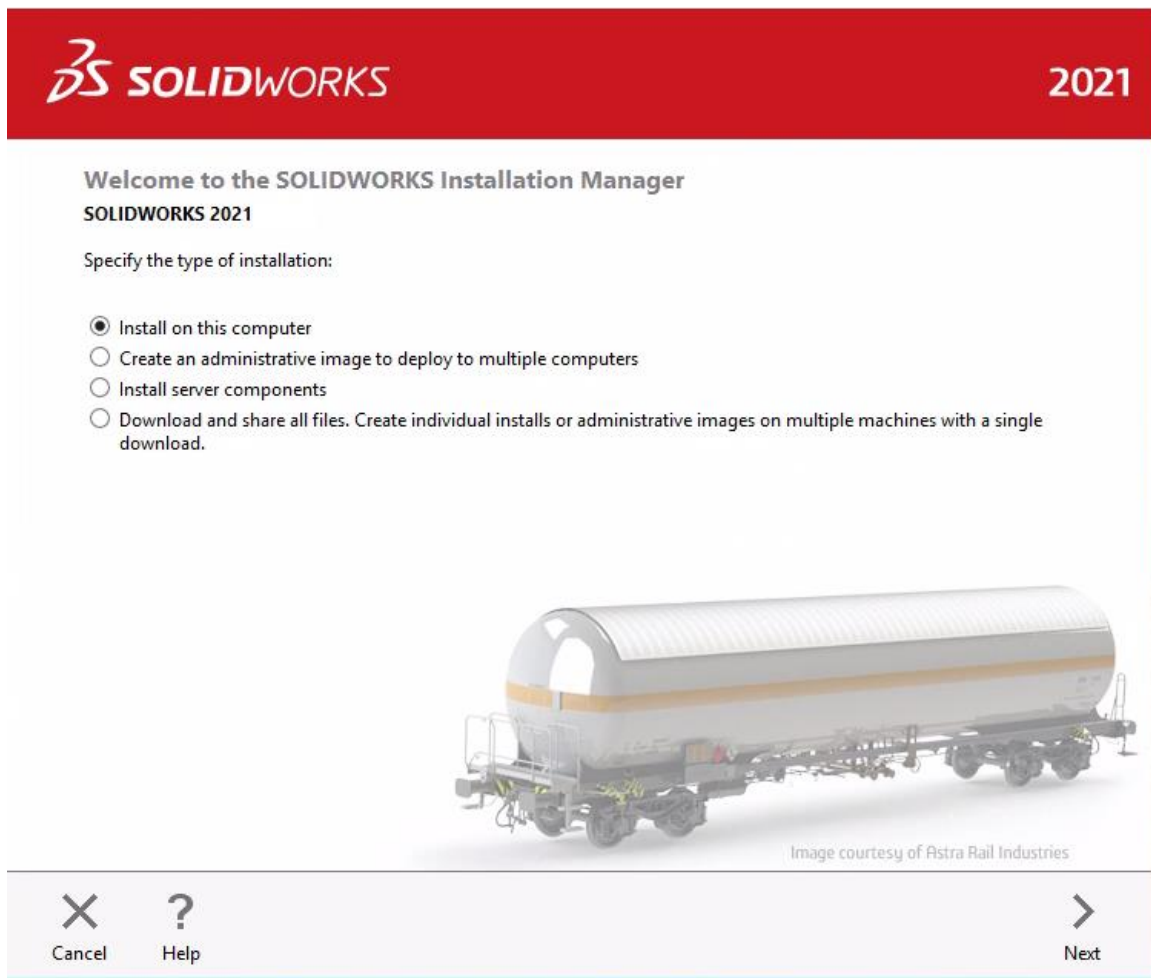 SOLIDWORKS
2021
Welcome to the SOLIDWORKS Installation Manager
SOLIDWORKS 2021
Specify the type of installation:
Install on this computer
Create an administrative image to deploy to multiple computers
Install server components
Download and share all files. Create individual installs or administrative images on multiple machines with a single
download.
Image courtesy of Astra Rail Industries
Cancel
Help
Next